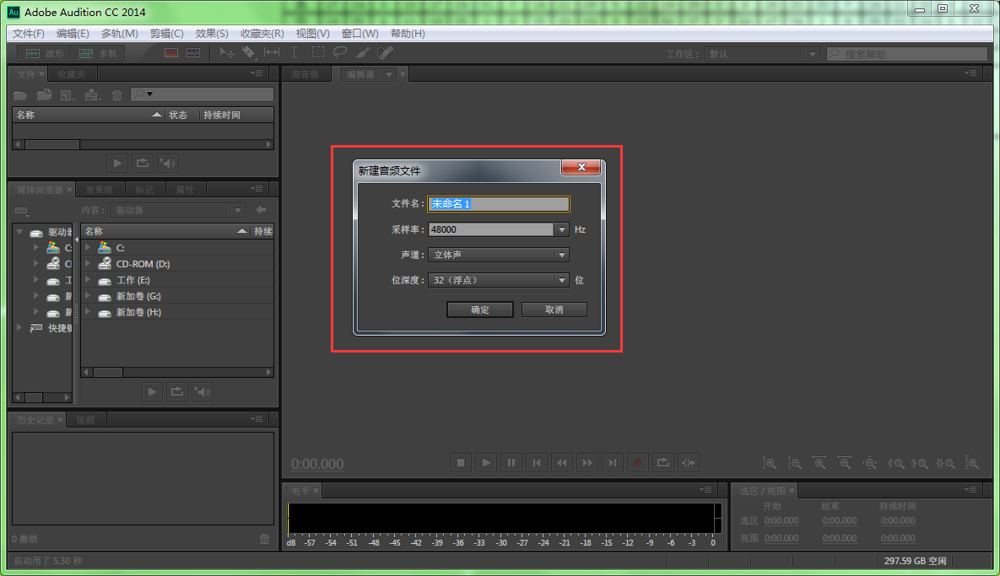 Adobe Audition CC 2014
文件(F) 编辑(E) 多轨(M) 剪辑(C) 效果(S) 收藏夹(R) 视图(V) 窗口(W) 帮助(H)
波形 多轨 工作区: 默认 搜索帮助
文件 收藏夹
混音器 编辑器
名称 状态 持续时间
媒体浏览器 效果组 标记 属性
内容: 驱动器
驱动器 名称 持续
C: C:
CD-ROM (D:)
工 工作 (E:)
新 新加卷 (G:)
新 新加卷 (H:)
快捷键
新建音频文件
文件名: 未命名 1
采样率: 48000 Hz
声道: 立体声
位深度: 32（浮点） 位
确定 取消
历史记录 视频
0 撤销
0:00.000
电平
dB -57 -54 -51 -48 -45 -42 -39 -36 -33 -30 -27 -24 -21 -18 -15 -12 -9 -6 -3 0
选区 / 视图
开始 结束 持续时间
选区 0:00.000 0:00.000 0:00.000
视图 0:00.000 0:00.000 0:00.000
启动用了 5.30 秒
297.59 GB 空闲